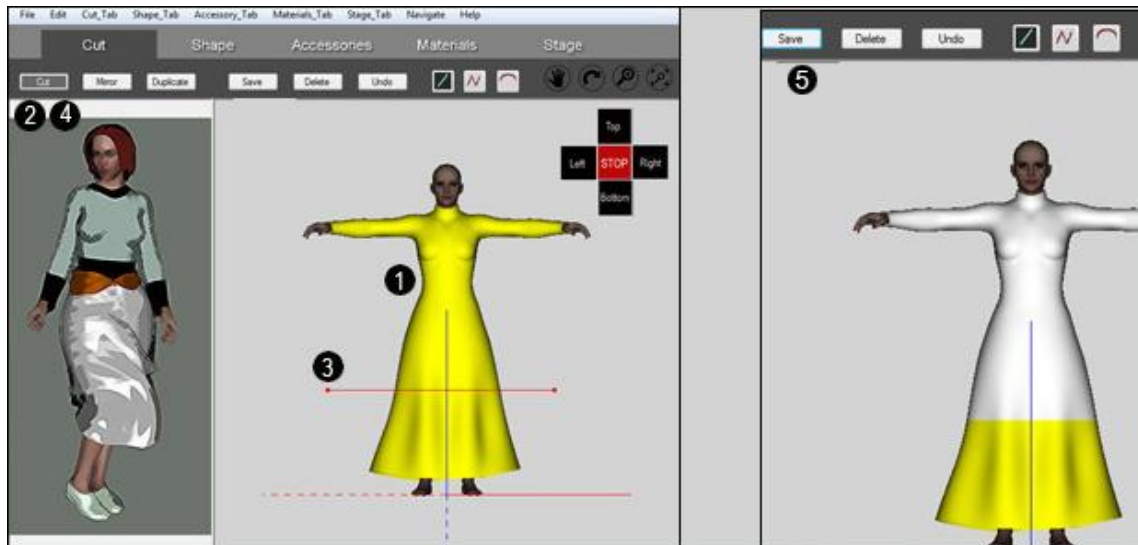 File Edit Cut_Tab Shape_Tab Accessory_Tab Materials_Tab Stage_Tab Navigate Help
Cut Shape Accessories Materials Stage
Cut Mirror Duplicate Save Delete Undo
2 4
Top
Left STOP Right
Bottom
1
3
Save Delete Undo
5